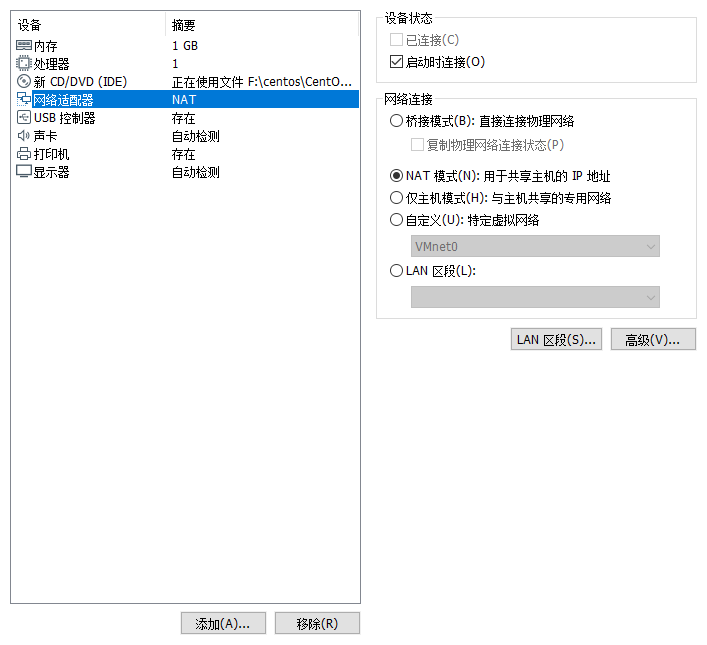 设备 摘要
内存 1 GB
处理器 1
新 CD/DVD (IDE) 正在使用文件 F:\centos\CentO...
网络适配器 NAT
USB 控制器 存在
声卡 自动检测
打印机 存在
显示器 自动检测
添加(A)... 移除(R)
设备状态
已连接(C)
启动时连接(O)
网络连接
桥接模式(B): 直接连接物理网络
复制物理网络连接状态(P)
NAT 模式(N): 用于共享主机的 IP 地址
仅主机模式(H): 与主机共享的专用网络
自定义(U): 特定虚拟网络
VMnet0
LAN 区段(L):
LAN 区段(S)... 高级(V)...